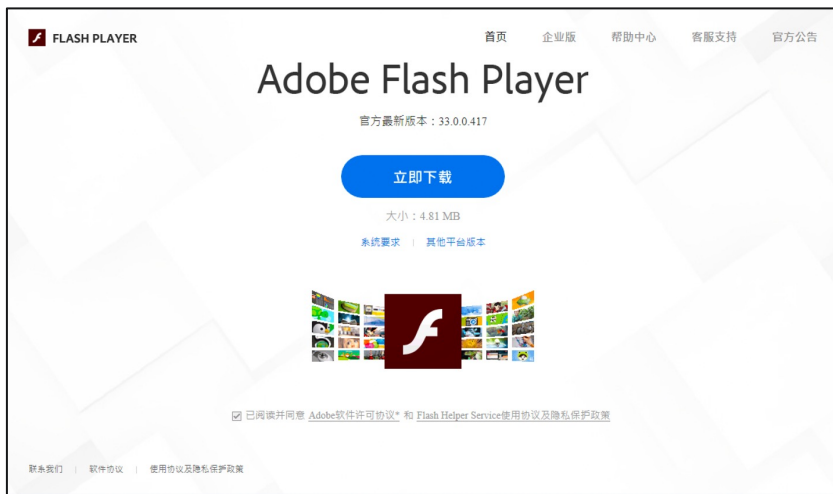 FLASH PLAYER 首页 企业版 帮助中心 客服支持 官方公告
Adobe Flash Player
官方最新版本：33.0.0.417
立即下载
大小：4.81 MB
系统要求 | 其他平台版本
已阅读并同意 Adobe软件许可协议* 和 Flash Helper Service使用协议及隐私保护政策
联系我们 | 软件协议 | 使用协议及隐私保护政策